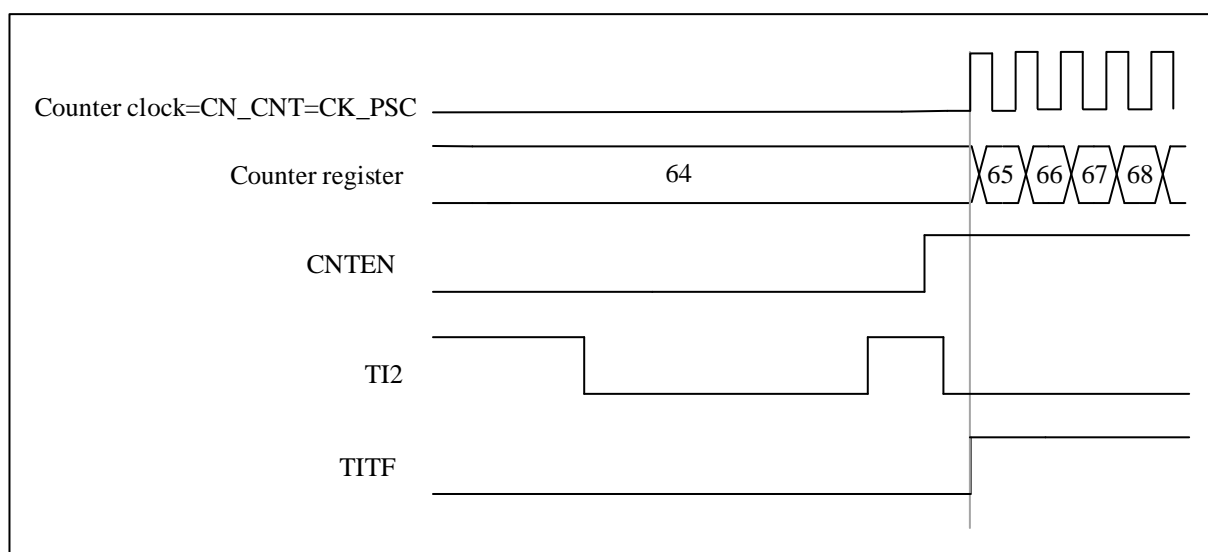 Counter clock=CN_CNT=CK_PSC
Counter register 64 65 66 67 68
CNTEN
TI2
TITF